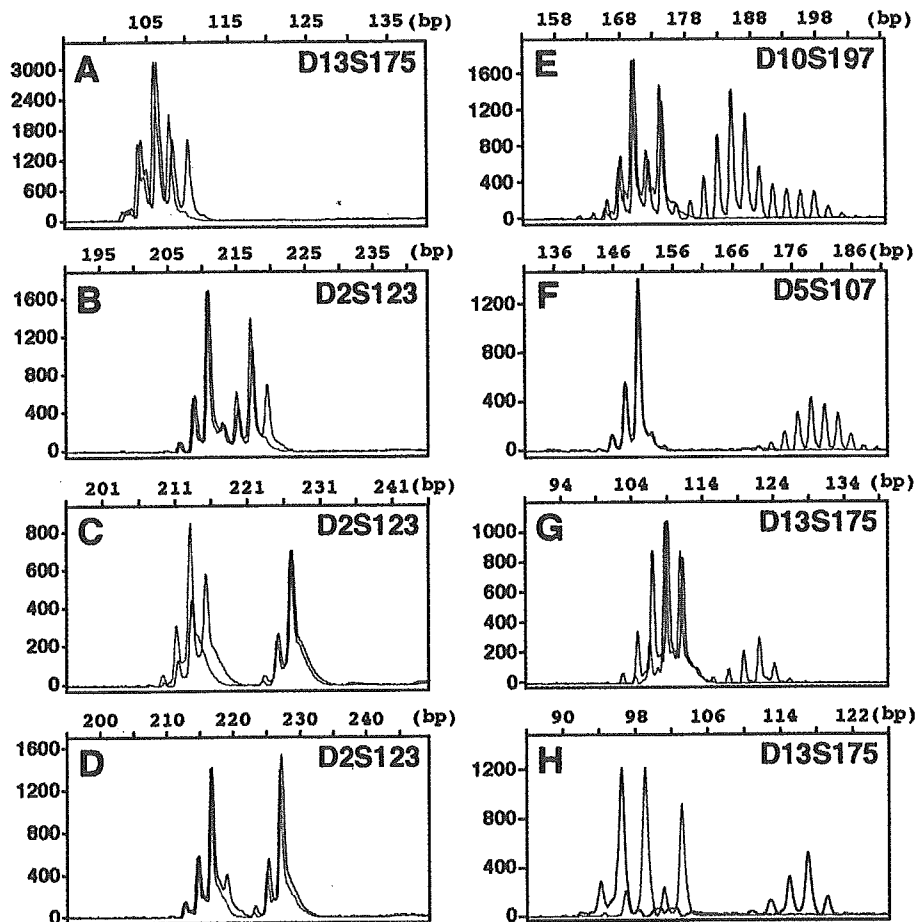 105 115 125 135
A D13S175
3000
2400
1800
1200
600
0
195 205 215 225 235 (bp)
B D2S123
1600
1200
800
400
0
201 211 221 231 241(bp)
C D2S123
800
600
400
200
0
200 210 220 230 240 (bp)
D D2S123
1600
1200
800
400
0
158 168 178 188 198 (bp)
E D10S197
1600
1200
800
400
0
136 146 156 166 176 186(bp)
F D5S107
1200
800
400
0
94 104 114 124 134 (bp)
G D13S175
1000
800
600
400
200
0
90 98 106 114 122(bp)
H D13S175
1200
800
400
0